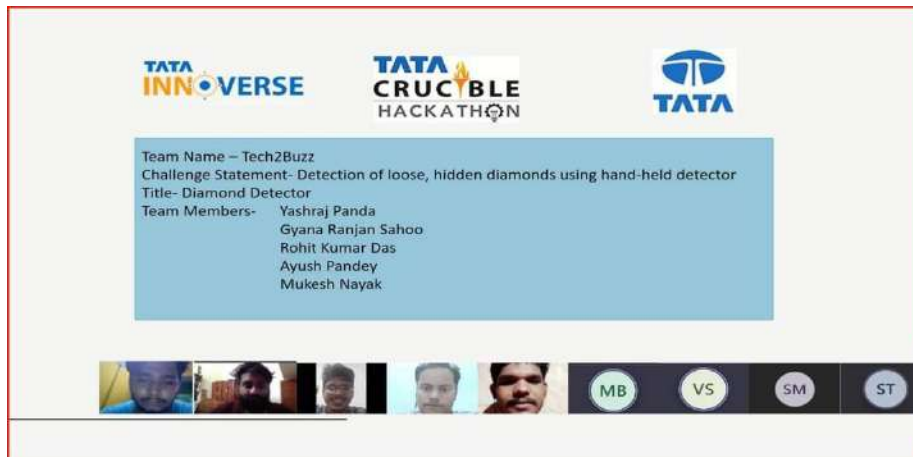 TATA
INNOVERSE
TATA
CRUCIBLE
HACKATHON
TATA
Team Name – Tech2Buzz
Challenge Statement- Detection of loose, hidden diamonds using hand-held detector
Title- Diamond Detector
Team Members- Yashraj Panda
Gyana Ranjan Sahoo
Rohit Kumar Das
Ayush Pandey
Mukesh Nayak
MB VS SM ST